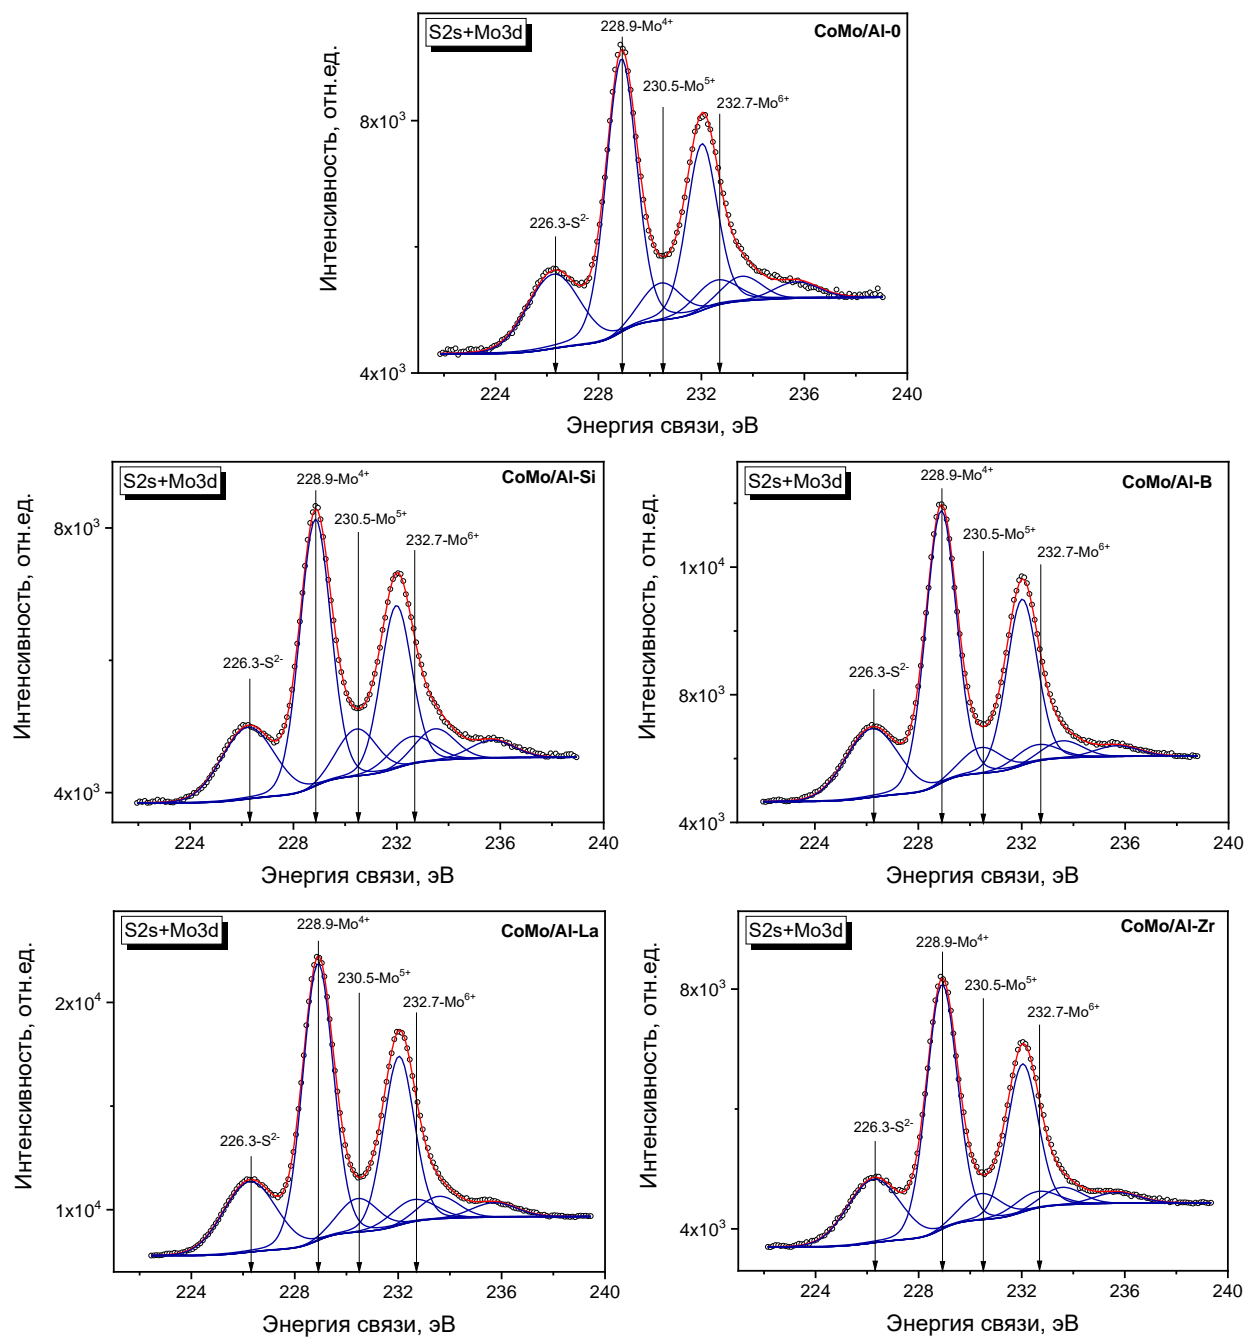 S2s+Mo3d
228.9-Mo⁴⁺
CoMo/Al-0
230.5-Mo⁵⁺
232.7-Mo⁶⁺
226.3-S²⁻
8x10³
4x10³
Интенсивность, отн.ед.
224 228 232 236 240
Энергия связи, эВ
S2s+Mo3d
228.9-Mo⁴⁺
CoMo/Al-Si
230.5-Mo⁵⁺
232.7-Mo⁶⁺
226.3-S²⁻
8x10³
4x10³
Интенсивность, отн.ед.
224 228 232 236 240
Энергия связи, эВ
S2s+Mo3d
228.9-Mo⁴⁺
CoMo/Al-B
230.5-Mo⁵⁺
232.7-Mo⁶⁺
226.3-S²⁻
1x10⁴
8x10³
4x10³
Интенсивность, отн.ед.
224 228 232 236 240
Энергия связи, эВ
S2s+Mo3d
228.9-Mo⁴⁺
CoMo/Al-La
230.5-Mo⁵⁺
232.7-Mo⁶⁺
226.3-S²⁻
2x10⁴
1x10⁴
Интенсивность, отн.ед.
224 228 232 236 240
Энергия связи, эВ
S2s+Mo3d
228.9-Mo⁴⁺
CoMo/Al-Zr
230.5-Mo⁵⁺
232.7-Mo⁶⁺
226.3-S²⁻
8x10³
4x10³
Интенсивность, отн.ед.
224 228 232 236 240
Энергия связи, эВ